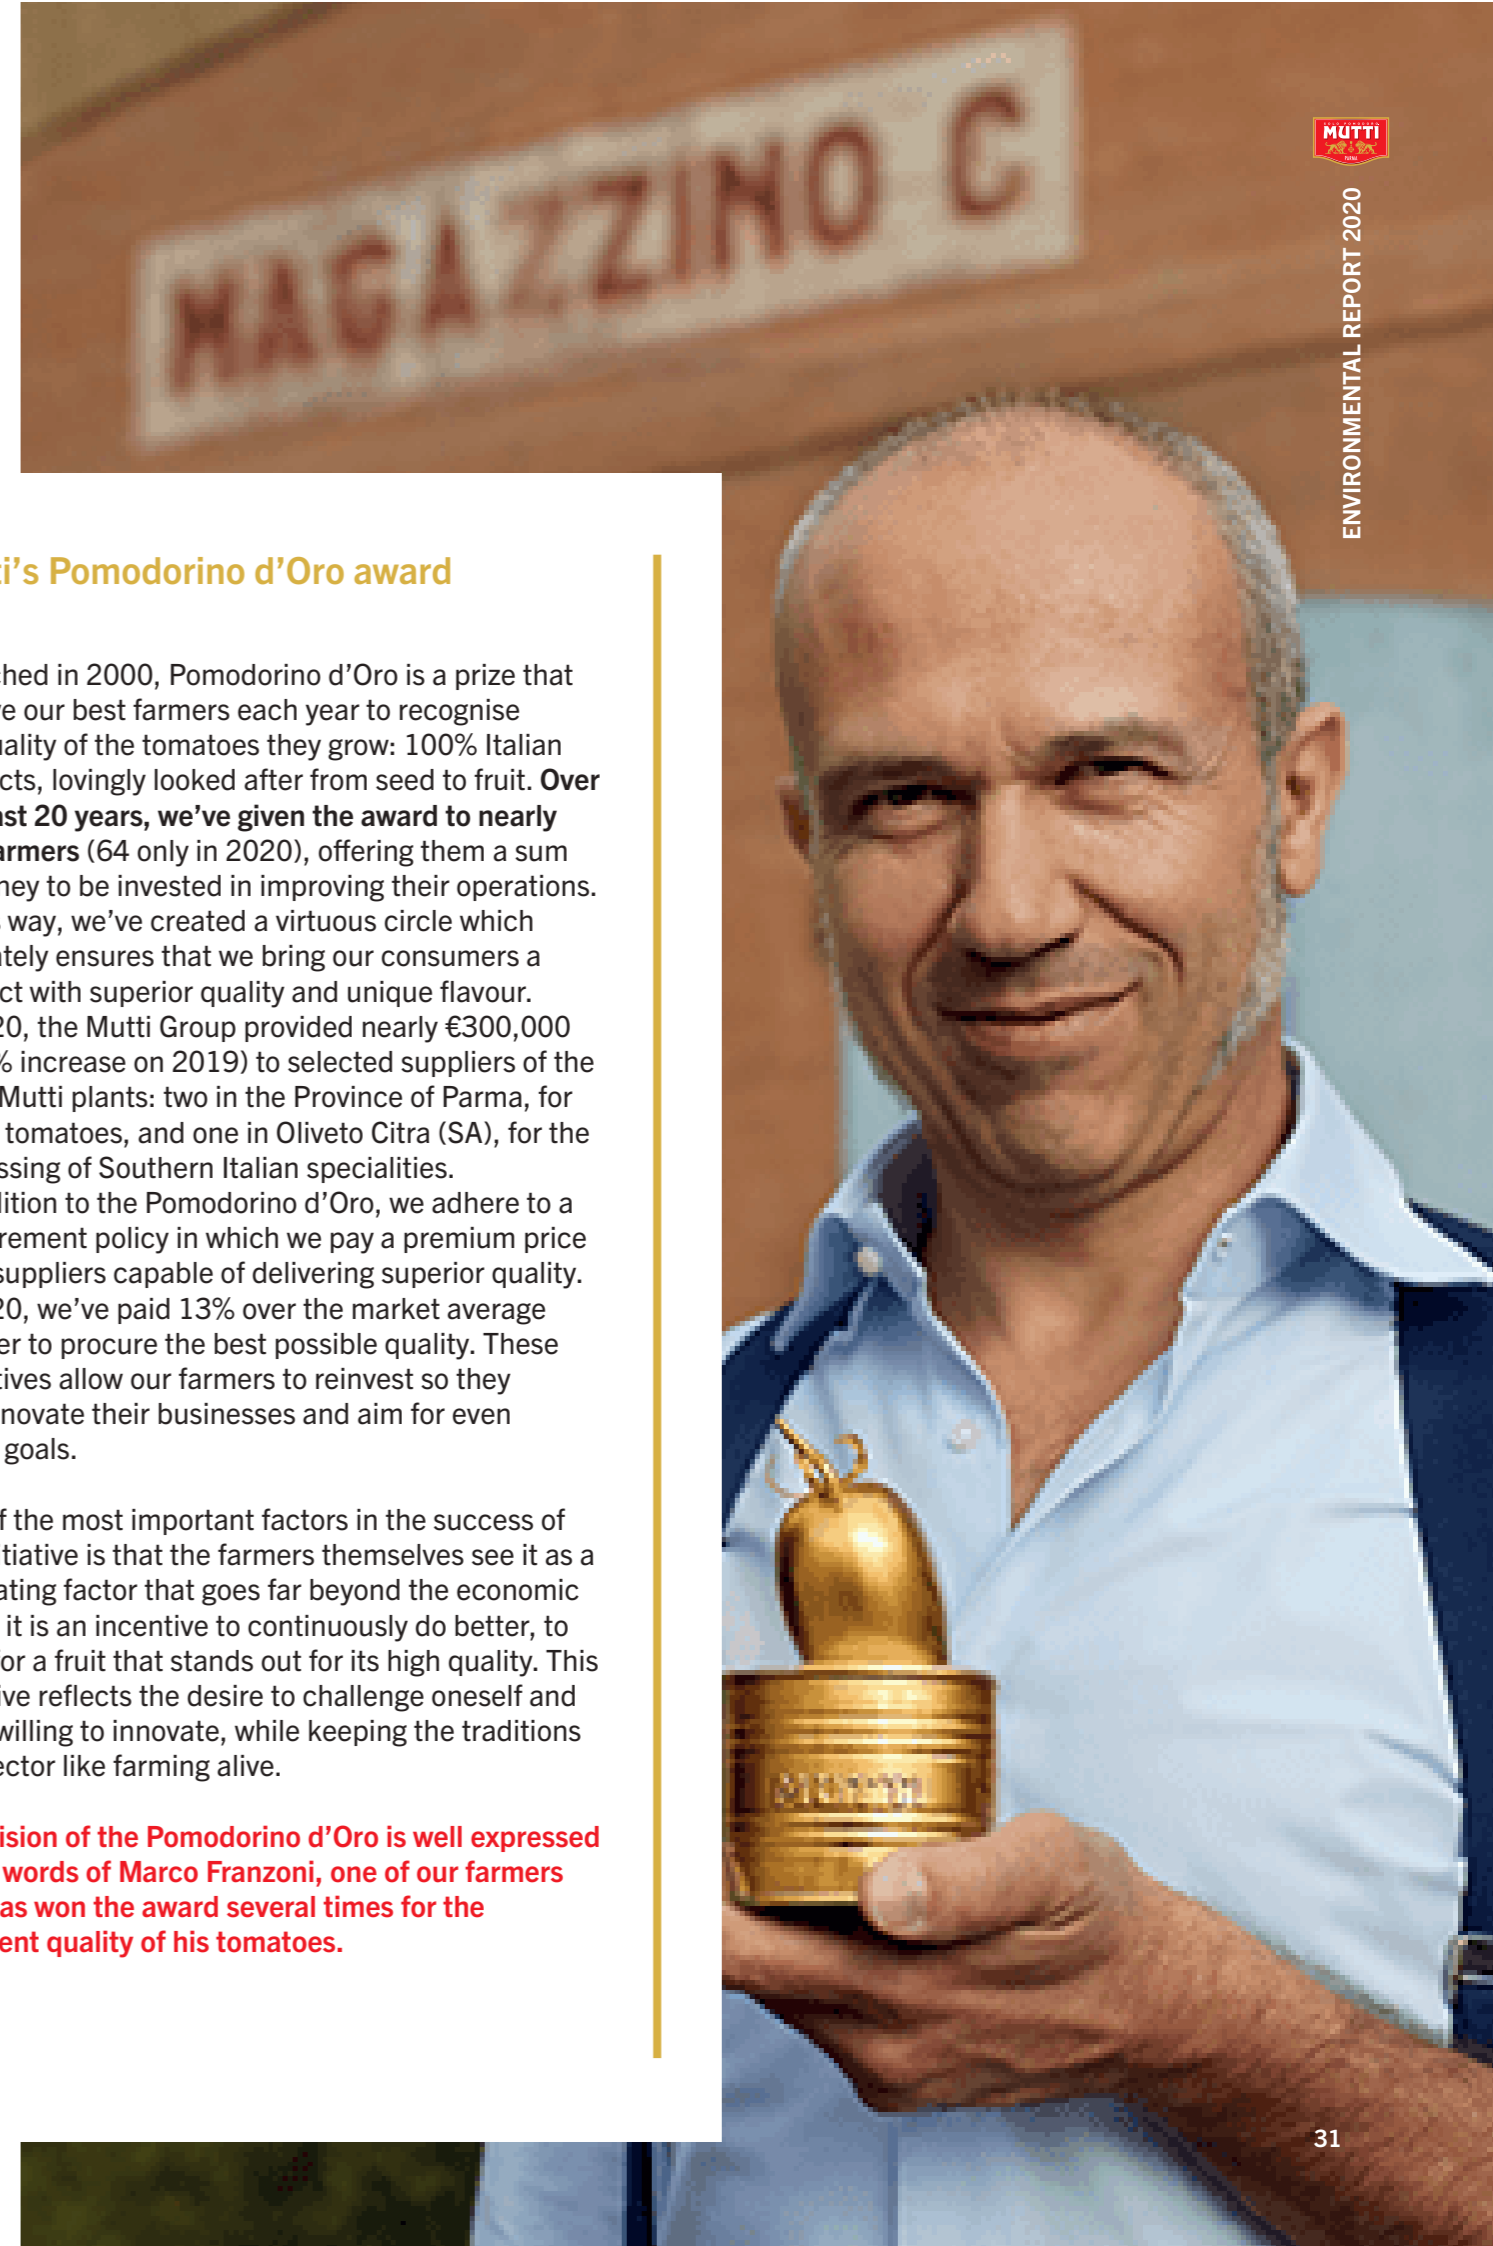 MAGAZZINO C
MUTTI
PARMA
ENVIRONMENTAL REPORT 2020
i's Pomodorino d'Oro award
ched in 2000, Pomodorino d'Oro is a prize that
e our best farmers each year to recognise
uality of the tomatoes they grow: 100% Italian
cts, lovingly looked after from seed to fruit. Over
ast 20 years, we've given the award to nearly
armers (64 only in 2020), offering them a sum
ney to be invested in improving their operations.
way, we've created a virtuous circle which
ately ensures that we bring our consumers a
ct with superior quality and unique flavour.
20, the Mutti Group provided nearly €300,000
% increase on 2019) to selected suppliers of the
Mutti plants: two in the Province of Parma, for
tomatoes, and one in Oliveto Citra (SA), for the
ssing of Southern Italian specialities.
dition to the Pomodorino d'Oro, we adhere to a
rement policy in which we pay a premium price
suppliers capable of delivering superior quality.
20, we've paid 13% over the market average
er to procure the best possible quality. These
tives allow our farmers to reinvest so they
nnovate their businesses and aim for even
goals.
f the most important factors in the success of
tiative is that the farmers themselves see it as a
ating factor that goes far beyond the economic
it is an incentive to continuously do better, to
for a fruit that stands out for its high quality. This
ive reflects the desire to challenge oneself and
willing to innovate, while keeping the traditions
ector like farming alive.
ision of the Pomodorino d'Oro is well expressed
words of Marco Franzoni, one of our farmers
as won the award several times for the
ent quality of his tomatoes.
31